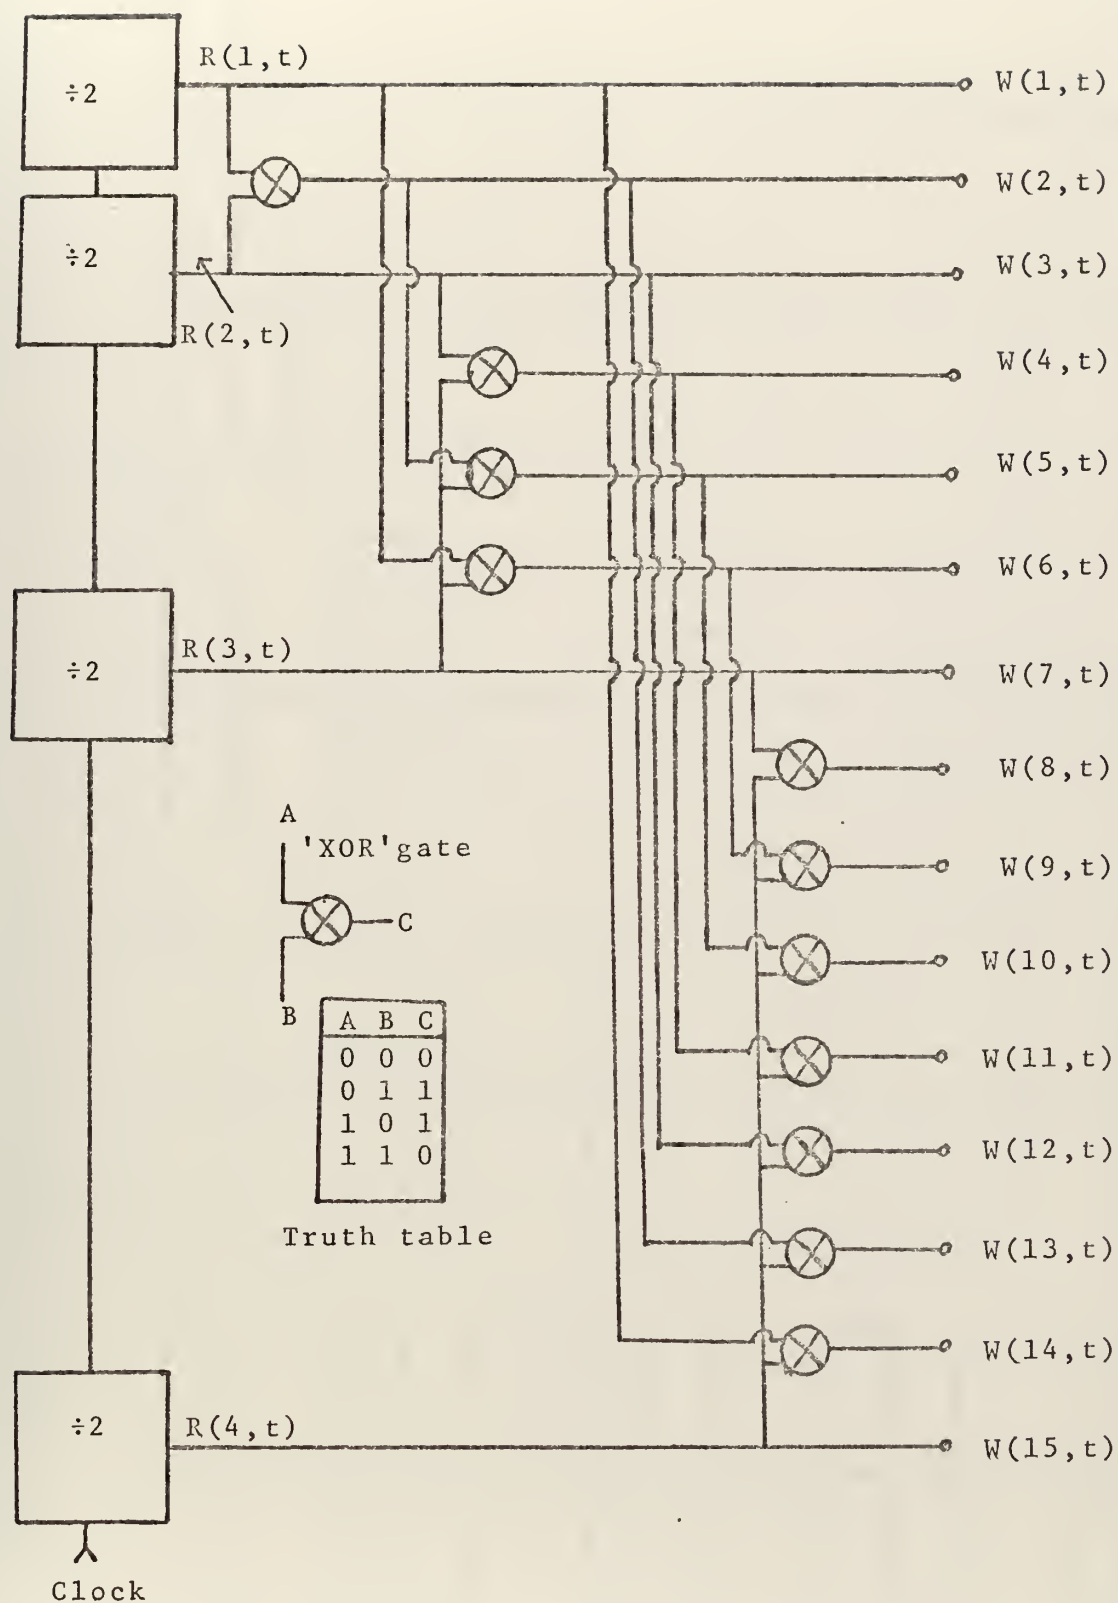 ÷2
R(1,t)
W(1,t)
W(2,t)
÷2
R(2,t)
W(3,t)
W(4,t)
W(5,t)
W(6,t)
÷2
R(3,t)
W(7,t)
W(8,t)
A
'XOR'gate
C
B
W(9,t)
W(10,t)
A B C
0 0 0
0 1 1
1 0 1
1 1 0
Truth table
W(11,t)
W(12,t)
W(13,t)
W(14,t)
÷2
R(4,t)
W(15,t)
Clock